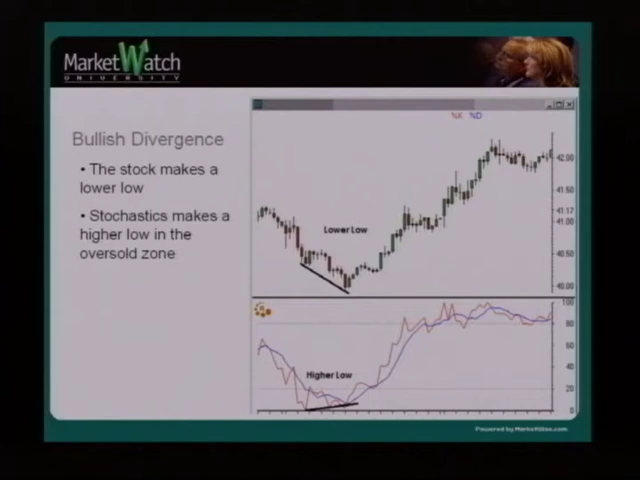 MarketWatch
UNIVERSITY
Bullish Divergence
• The stock makes a
lower low
• Stochastics makes a
higher low in the
oversold zone
%K %D
42.00
41.50
41.17
41.00
40.50
40.00
Lower Low
100
80
60
40
20
0
Higher Low
Powered by MarketGlos.com